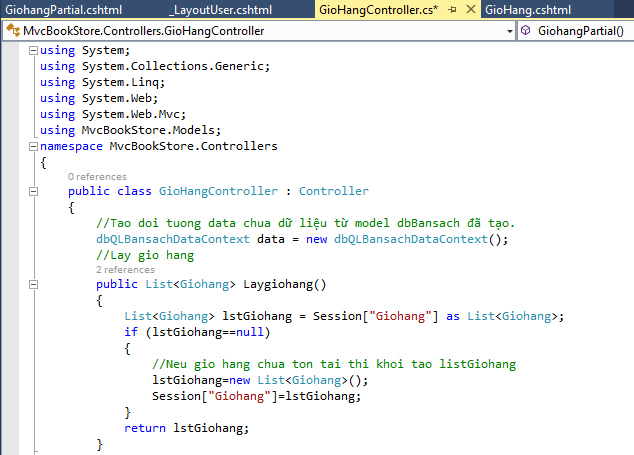 GiohangPartial.cshtml _LayoutUser.cshtml GioHangController.cs* GioHang.cshtml
MvcBookStore.Controllers.GioHangController GiohangPartial()
using System;
using System.Collections.Generic;
using System.Linq;
using System.Web;
using System.Web.Mvc;
using MvcBookStore.Models;
namespace MvcBookStore.Controllers
{
0 references
public class GioHangController : Controller
{
//Tao doi tuong data chua dữ liệu từ model dbBansach đã tạo.
dbQLBansachDataContext data = new dbQLBansachDataContext();
//Lay gio hang
2 references
public List<Giohang> Laygiohang()
{
List<Giohang> lstGiohang = Session["Giohang"] as List<Giohang>;
if (lstGiohang==null)
{
//Neu gio hang chua ton tai thi khoi tao listGiohang
lstGiohang=new List<Giohang>();
Session["Giohang"]=lstGiohang;
}
return lstGiohang;
}